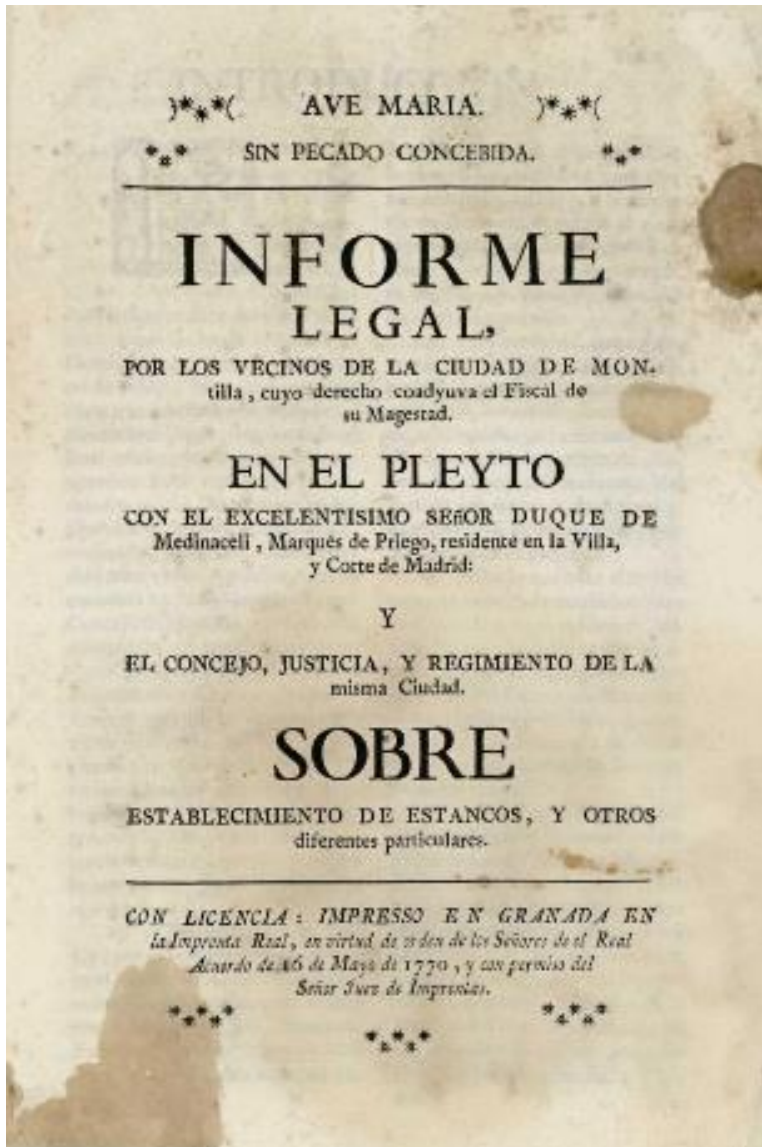 AVE MARIA.
SIN PECADO CONCEBIDA.
INFORME
LEGAL,
POR LOS VECINOS DE LA CIUDAD DE MON-
tilla, cuyo derecho coadyuva el Fiscal de
su Magestad.
EN EL PLEYTO
CON EL EXCELENTISIMO SEñOR DUQUE DE
Medinaceli, Marquès de Priego, residente en la Villa,
y Corte de Madrid:
Y
EL CONCEJO, JUSTICIA, Y REGIMIENTO DE LA
misma Ciudad.
SOBRE
ESTABLECIMIENTO DE ESTANCOS, Y OTROS
diferentes particulares.
CON LICENCIA: IMPRESSO EN GRANADA EN
la Imprenta Real, en virtud de orden de los Señores de el Real
Acuerdo de 16 de Mayo de 1770, y con permiso del
Señor Juez de Imprentas.